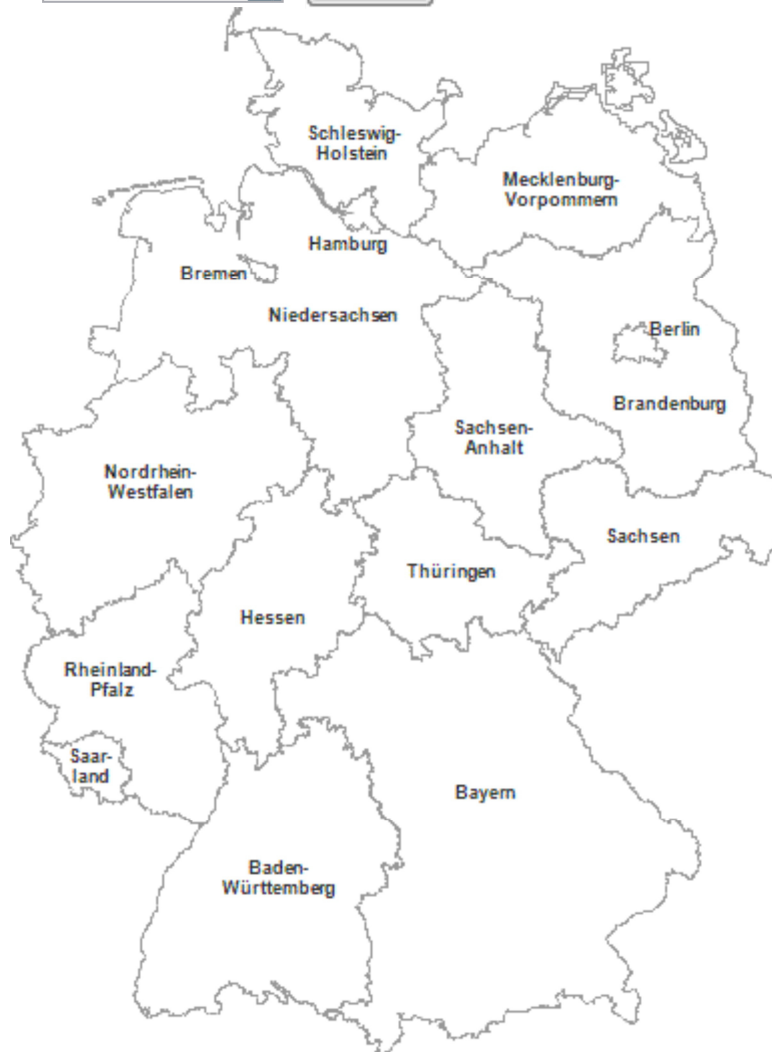 Schleswig-
Holstein
Mecklenburg-
Vorpommern
Hamburg
Bremen
Niedersachsen
Berlin
Brandenburg
Sachsen-
Anhalt
Nordrhein-
Westfalen
Sachsen
Thüringen
Hessen
Rheinland-
Pfalz
Saar-
land
Bayern
Baden-
Württemberg